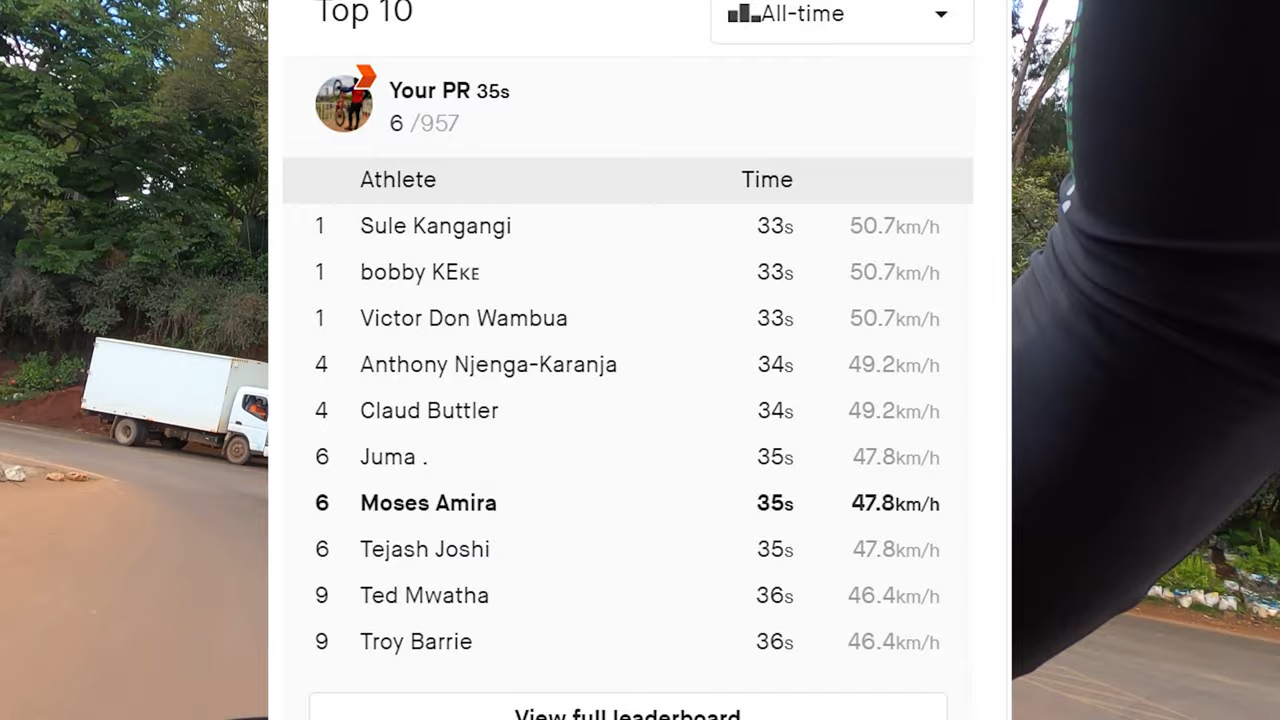 Top 10
All-time
Your PR 35s
6 /957
Athlete Time
1 Sule Kangangi 33s 50.7km/h
1 bobby KEᴋᴇ 33s 50.7km/h
1 Victor Don Wambua 33s 50.7km/h
4 Anthony Njenga-Karanja 34s 49.2km/h
4 Claud Buttler 34s 49.2km/h
6 Juma . 35s 47.8km/h
6 Moses Amira 35s 47.8km/h
6 Tejash Joshi 35s 47.8km/h
9 Ted Mwatha 36s 46.4km/h
9 Troy Barrie 36s 46.4km/h
View full leaderboard